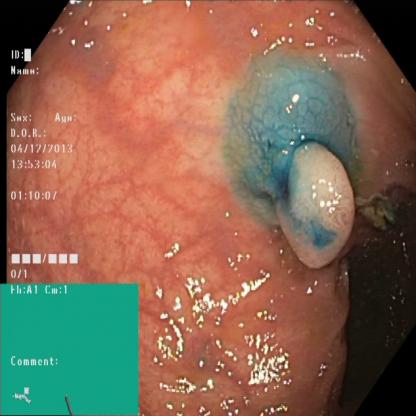 ID:
Name:
Sex: Age:
D.O.B.:
04/12/2013
13:53:04
01:10:07
■■■/■■■
0/1
Eh:A1 Cm:1
Comment: